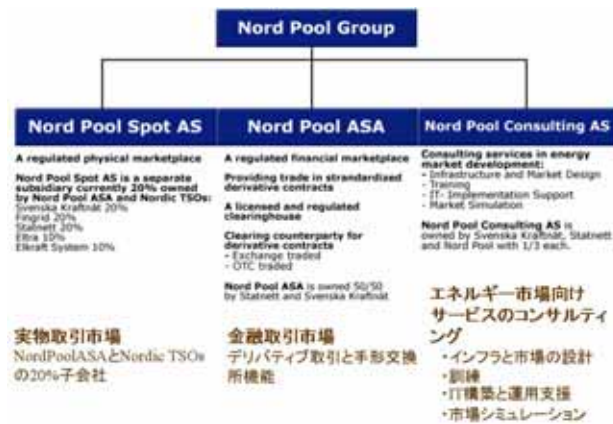 Nord Pool Group
Nord Pool Spot AS
A regulated physical marketplace
Nord Pool Spot AS is a separate
subsidiary currently 20% owned
by Nord Pool ASA and Nordic TSOs:
Svenska Kraftnät 20%
Fingrid 20%
Statnett 20%
Eltra 10%
Elkraft System 10%
実物取引市場
NordPoolASAとNordic TSOs
の20%子会社
Nord Pool ASA
A regulated financial marketplace
Providing trade in strandardized
derivative contracts
A licensed and regulated
clearinghouse
Clearing counterparty for
derivative contracts
- Exchange traded
- OTC traded
Nord Pool ASA is owned 50/50
by Statnett and Svenska Kraftnät
金融取引市場
デリバティブ取引と手形交換
所機能
Nord Pool Consulting AS
Consulting services in energy
market development:
- Infrastructure and Market Design
- Training
- IT- Implementation Support
- Market Simulation
Nord Pool Consulting AS is
owned by Svenska Kraftnät, Statnett
and Nord Pool with 1/3 each.
エネルギー市場向け
サービスのコンサルティ
ング
・インフラと市場の設計
・訓練
・IT構築と運用支援
・市場シミュレーション